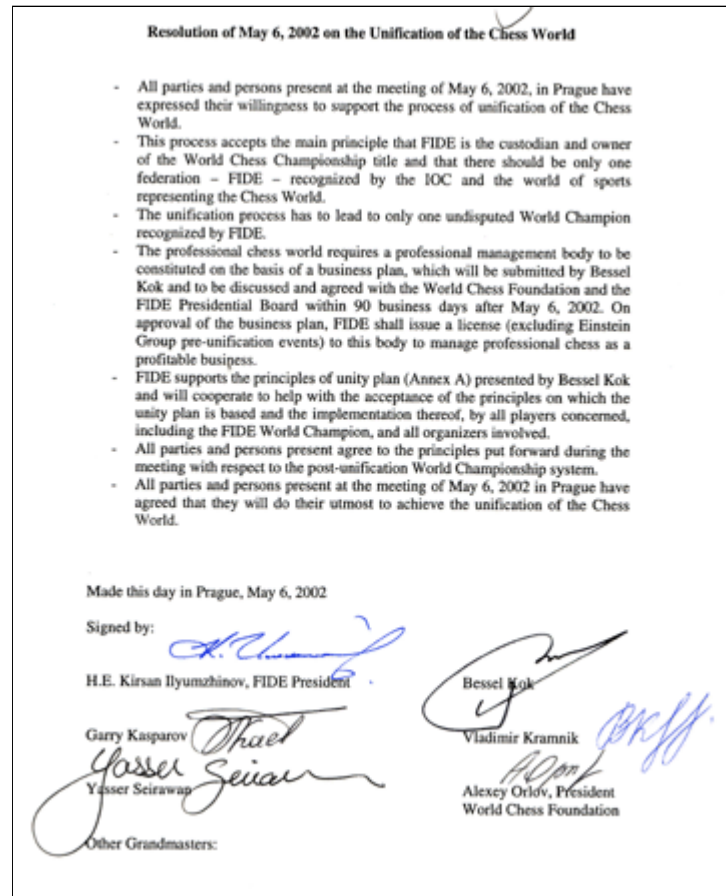 Resolution of May 6, 2002 on the Unification of the Chess World
- All parties and persons present at the meeting of May 6, 2002, in Prague have
expressed their willingness to support the process of unification of the Chess
World.
- This process accepts the main principle that FIDE is the custodian and owner
of the World Chess Championship title and that there should be only one
federation – FIDE – recognized by the IOC and the world of sports
representing the Chess World.
- The unification process has to lead to only one undisputed World Champion
recognized by FIDE.
- The professional chess world requires a professional management body to be
constituted on the basis of a business plan, which will be submitted by Bessel
Kok and to be discussed and agreed with the World Chess Foundation and the
FIDE Presidential Board within 90 business days after May 6, 2002. On
approval of the business plan, FIDE shall issue a license (excluding Einstein
Group pre-unification events) to this body to manage professional chess as a
profitable business.
- FIDE supports the principles of unity plan (Annex A) presented by Bessel Kok
and will cooperate to help with the acceptance of the principles on which the
unity plan is based and the implementation thereof, by all players concerned,
including the FIDE World Champion, and all organizers involved.
- All parties and persons present agree to the principles put forward during the
meeting with respect to the post-unification World Championship system.
- All parties and persons present at the meeting of May 6, 2002 in Prague have
agreed that they will do their utmost to achieve the unification of the Chess
World.
Made this day in Prague, May 6, 2002
Signed by:
H.E. Kirsan Ilyumzhinov, FIDE President
Bessel Kok
Garry Kasparov
Vladimir Kramnik
Yasser Seirawan
Yasser Seirawan
Alexey Orlov, President
World Chess Foundation
Other Grandmasters: